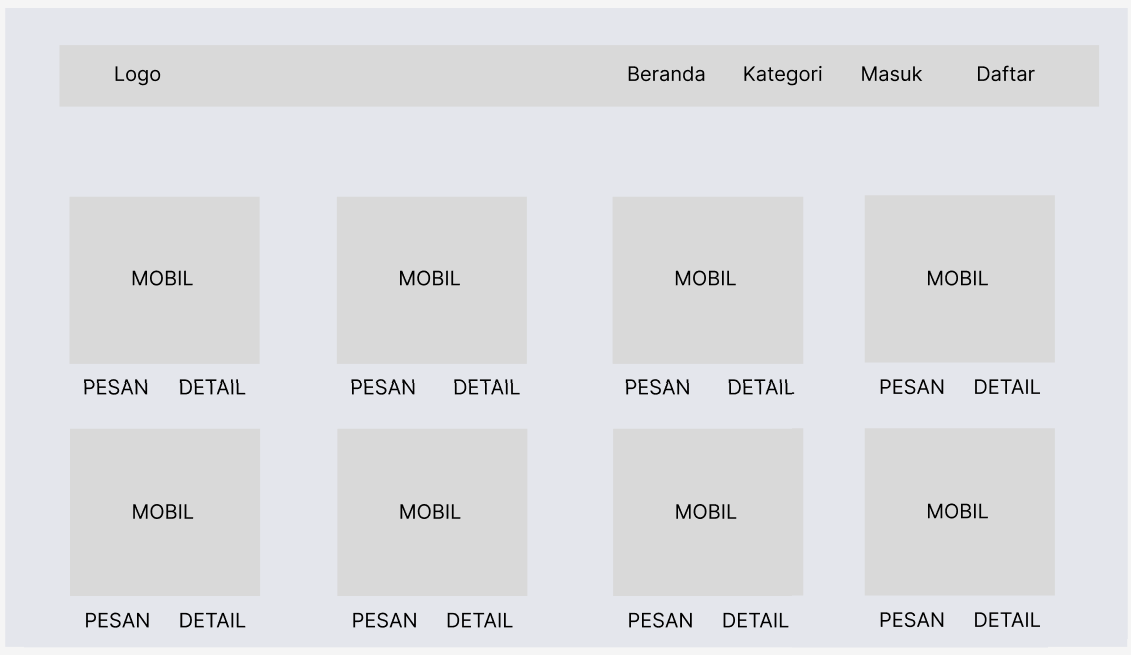 Logo Beranda Kategori Masuk Daftar
MOBIL MOBIL MOBIL MOBIL
PESAN DETAIL PESAN DETAIL PESAN DETAIL PESAN DETAIL
MOBIL MOBIL MOBIL MOBIL
PESAN DETAIL PESAN DETAIL PESAN DETAIL PESAN DETAIL